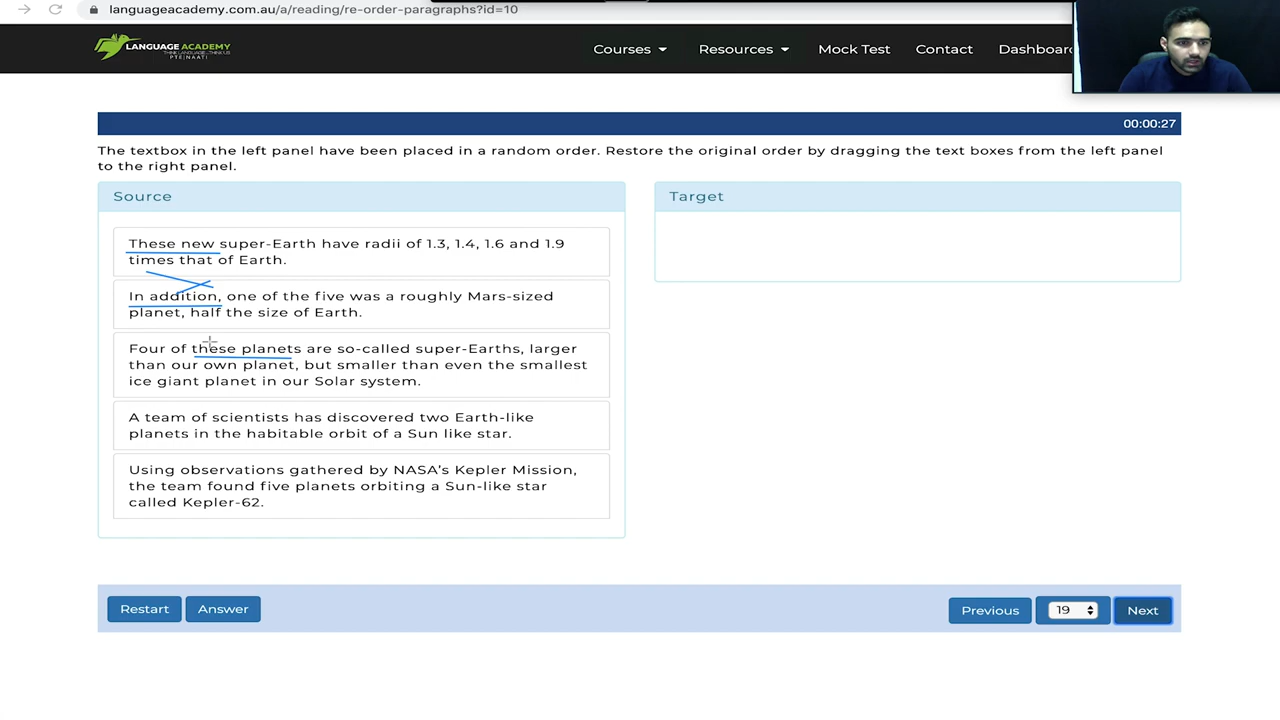 languageacademy.com.au/a/reading/re-order-paragraphs?id=10
LANGUAGE ACADEMY
THINK LANGUAGE-THINK US
PTE|NAATI
Courses
Resources
Mock Test
Contact
Dashboard
00:00:27
The textbox in the left panel have been placed in a random order. Restore the original order by dragging the text boxes from the left panel
to the right panel.
Source
Target
These new super-Earth have radii of 1.3, 1.4, 1.6 and 1.9
times that of Earth.
In addition, one of the five was a roughly Mars-sized
planet, half the size of Earth.
Four of these planets are so-called super-Earths, larger
than our own planet, but smaller than even the smallest
ice giant planet in our Solar system.
A team of scientists has discovered two Earth-like
planets in the habitable orbit of a Sun like star.
Using observations gathered by NASA's Kepler Mission,
the team found five planets orbiting a Sun-like star
called Kepler-62.
Restart
Answer
Previous
19
Next